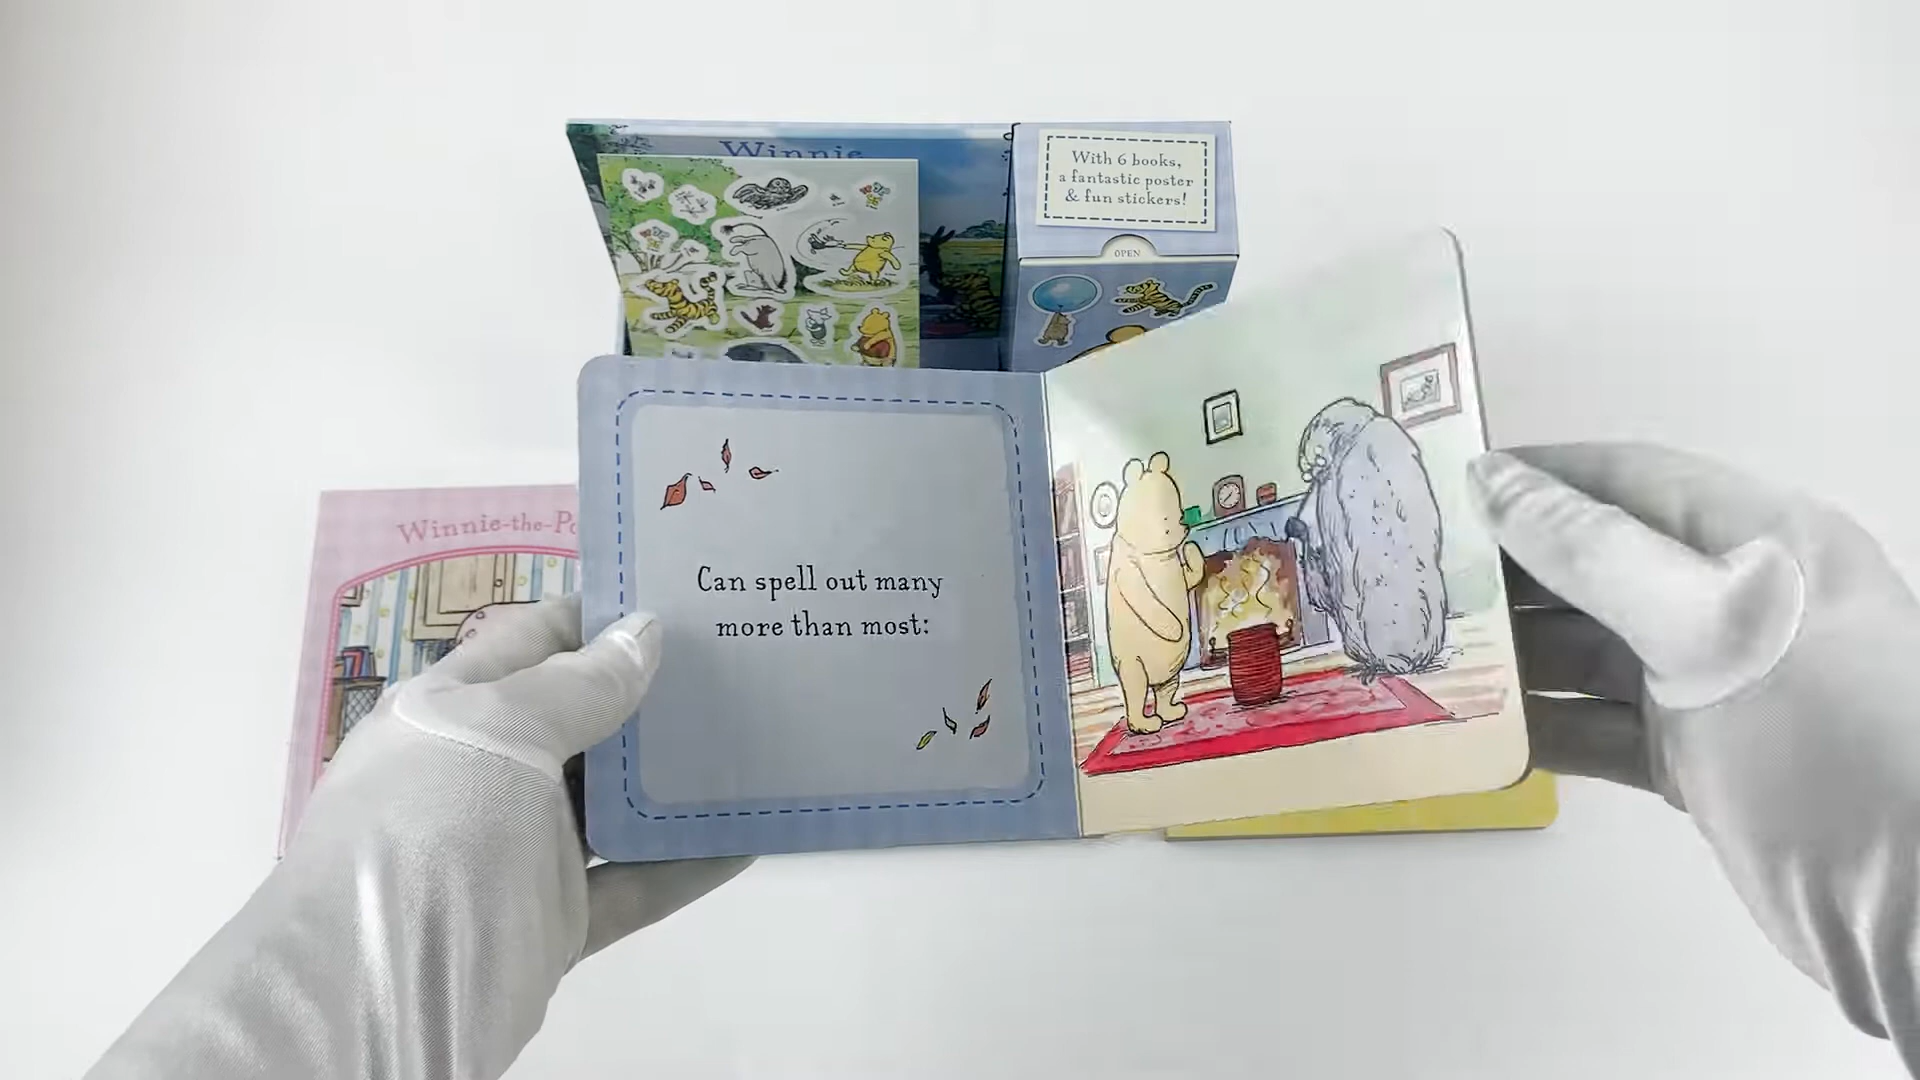 Winnie
With 6 books,
a fantastic poster
& fun stickers!
OPEN
Winnie-the-Po
Can spell out many
more than most: